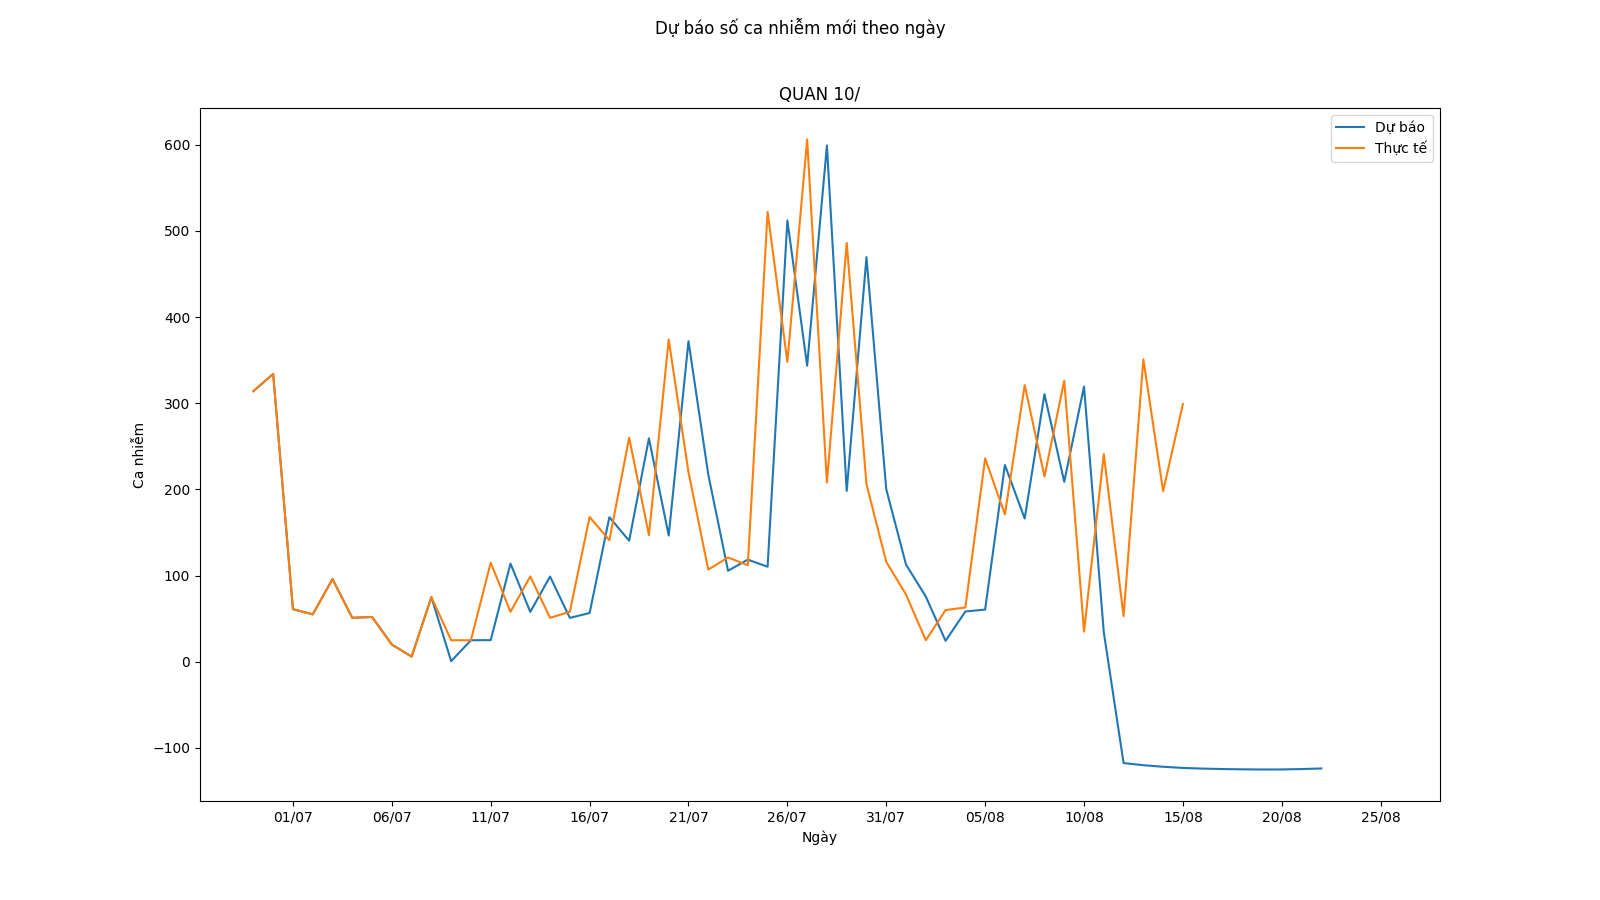 Dự báo số ca nhiễm mới theo ngày
QUAN 10/
Dự báo
Thực tế
Ca nhiễm
600
500
400
300
200
100
0
−100
01/07 06/07 11/07 16/07 21/07 26/07 31/07 05/08 10/08 15/08 20/08 25/08
Ngày